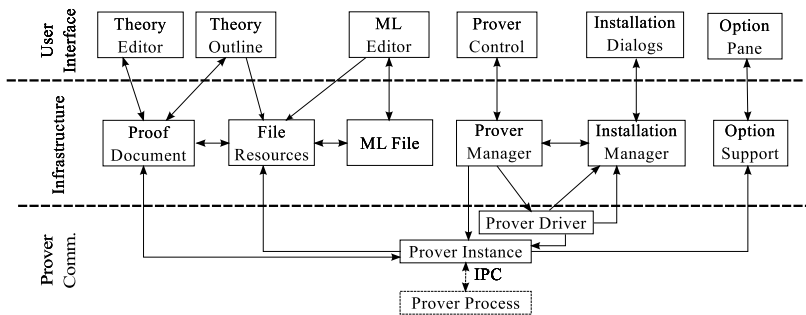 User
Interface
Theory
Editor
Theory
Outline
ML
Editor
Prover
Control
Installation
Dialogs
Option
Pane
Infrastructure
Proof
Document
File
Resources
ML File
Prover
Manager
Installation
Manager
Option
Support
Prover
Comm.
Prover Driver
Prover Instance
IPC
Prover Process